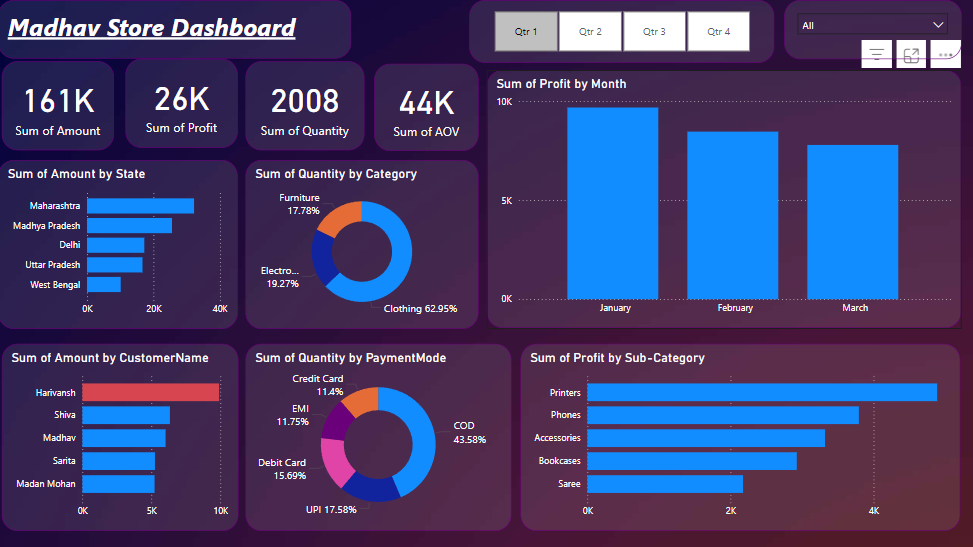 Madhav Store Dashboard
Qtr 1
Qtr 2
Qtr 3
Qtr 4
All
161K
Sum of Amount
26K
Sum of Profit
2008
Sum of Quantity
44K
Sum of AOV
Sum of Profit by Month
10K
5K
0K
January
February
March
Sum of Amount by State
Maharashtra
Madhya Pradesh
Delhi
Uttar Pradesh
West Bengal
0K
20K
40K
Sum of Quantity by Category
Furniture
17.78%
Electro...
19.27%
Clothing 62.95%
Sum of Amount by CustomerName
Harivansh
Shiva
Madhav
Sarita
Madan Mohan
0K
5K
10K
Sum of Quantity by PaymentMode
Credit Card
11.4%
EMI
11.75%
Debit Card
15.69%
UPI 17.58%
COD
43.58%
Sum of Profit by Sub-Category
Printers
Phones
Accessories
Bookcases
Saree
0K
2K
4K